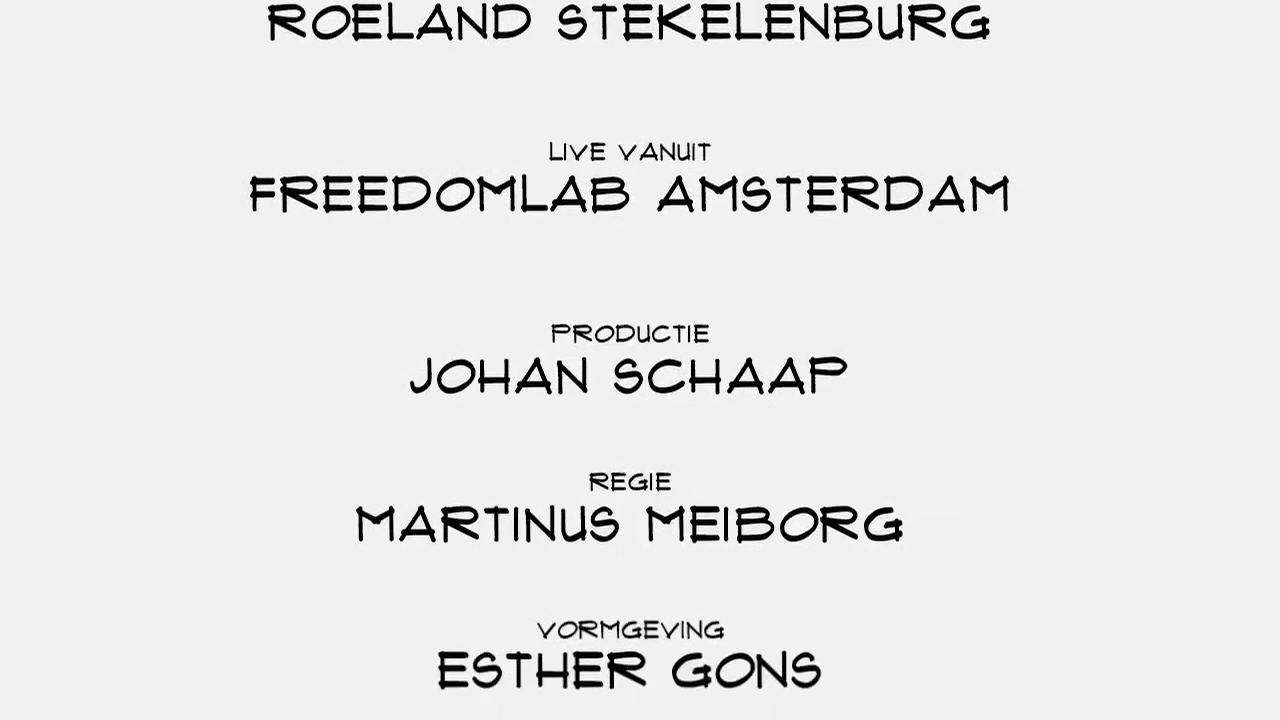 ROELAND STEKELENBURG
LIVE VANUIT
FREEDOMLAB AMSTERDAM
PRODUCTIE
JOHAN SCHAAP
REGIE
MARTINUS MEIBORG
VORMGEVING
ESTHER GONS